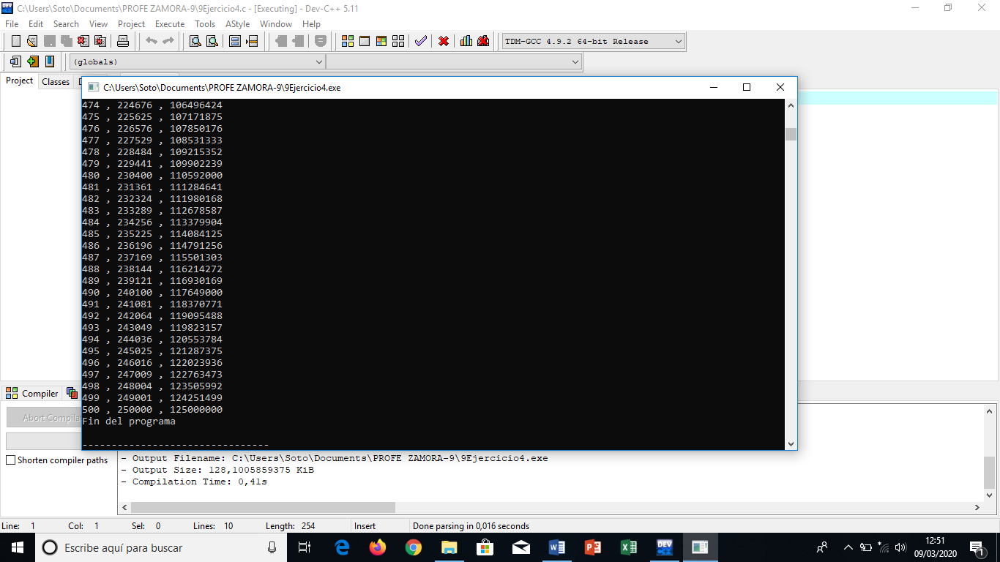 C:\Users\Soto\Documents\PROFE ZAMORA-9\9Ejercicio4.c - [Executing] - Dev-C++ 5.11
File Edit Search View Project Execute Tools AStyle Window Help
TDM-GCC 4.9.2 64-bit Release
(globals)
Project Classes
C:\Users\Soto\Documents\PROFE ZAMORA-9\9Ejercicio4.exe
474 , 224676 , 106496424
475 , 225625 , 107171875
476 , 226576 , 107850176
477 , 227529 , 108531333
478 , 228484 , 109215352
479 , 229441 , 109902239
480 , 230400 , 110592000
481 , 231361 , 111284641
482 , 232324 , 111980168
483 , 233289 , 112678587
484 , 234256 , 113379904
485 , 235225 , 114084125
486 , 236196 , 114791256
487 , 237169 , 115501303
488 , 238144 , 116214272
489 , 239121 , 116930169
490 , 240100 , 117649000
491 , 241081 , 118370771
492 , 242064 , 119095488
493 , 243049 , 119823157
494 , 244036 , 120553784
495 , 245025 , 121287375
496 , 246016 , 122023936
497 , 247009 , 122763473
498 , 248004 , 123505992
499 , 249001 , 124251499
500 , 250000 , 125000000
Fin del programa
--------------------------------
Compiler
Abort Compilat
Shorten compiler paths
- Output Filename: C:\Users\Soto\Documents\PROFE ZAMORA-9\9Ejercicio4.exe
- Output Size: 128,1005859375 KiB
- Compilation Time: 0,41s
Line: 1 Col: 1 Sel: 0 Lines: 10 Length: 254 Insert Done parsing in 0,016 seconds
Escribe aquí para buscar
12:51
09/03/2020
1